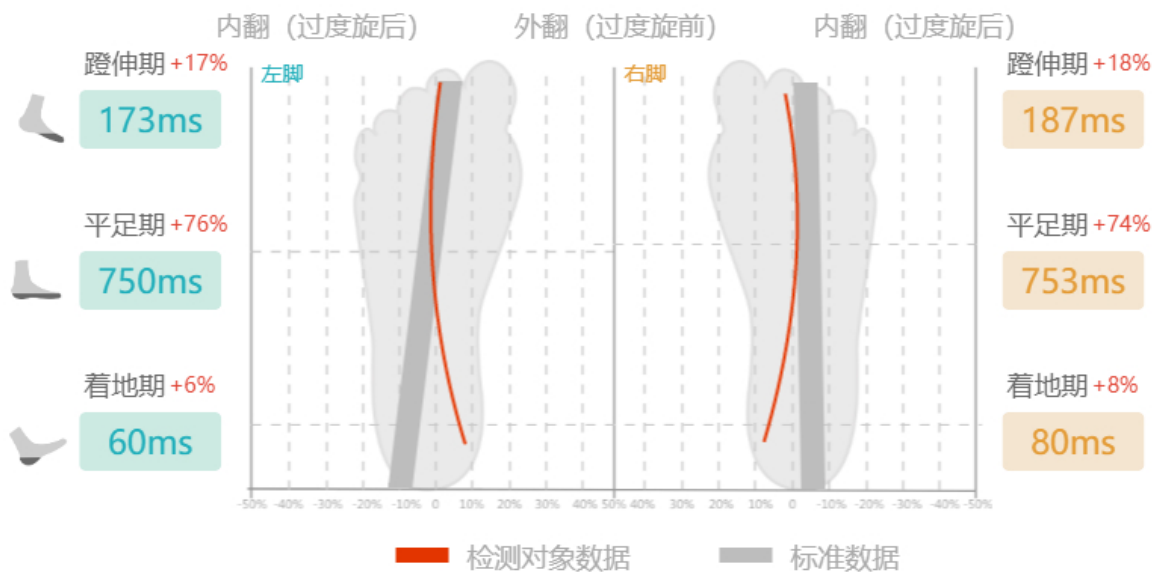 内翻（过度旋后）
外翻（过度旋前）
内翻（过度旋后）
蹬伸期 +17%
173ms
平足期 +76%
750ms
着地期 +6%
60ms
左脚
右脚
蹬伸期 +18%
187ms
平足期 +74%
753ms
着地期 +8%
80ms
-50% -40% -30% -20% -10% 0 10% 20% 30% 40% 50% 40% 30% 20% 10% 0 -10% -20% -30% -40% -50%
检测对象数据
标准数据